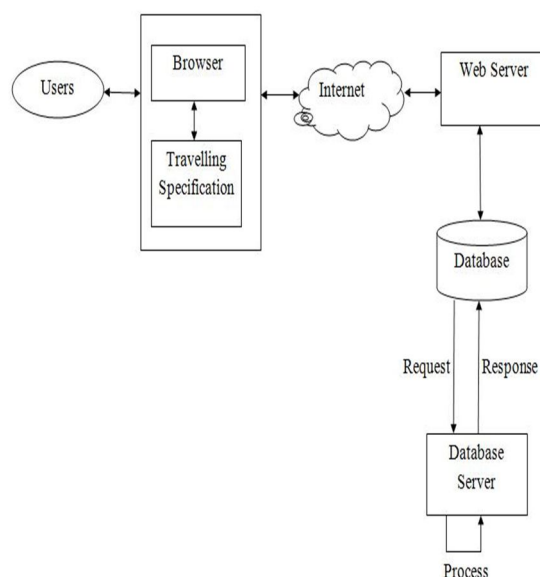 Users
Browser
Travelling
Specification
Internet
Web Server
Database
Request
Response
Database
Server
Process